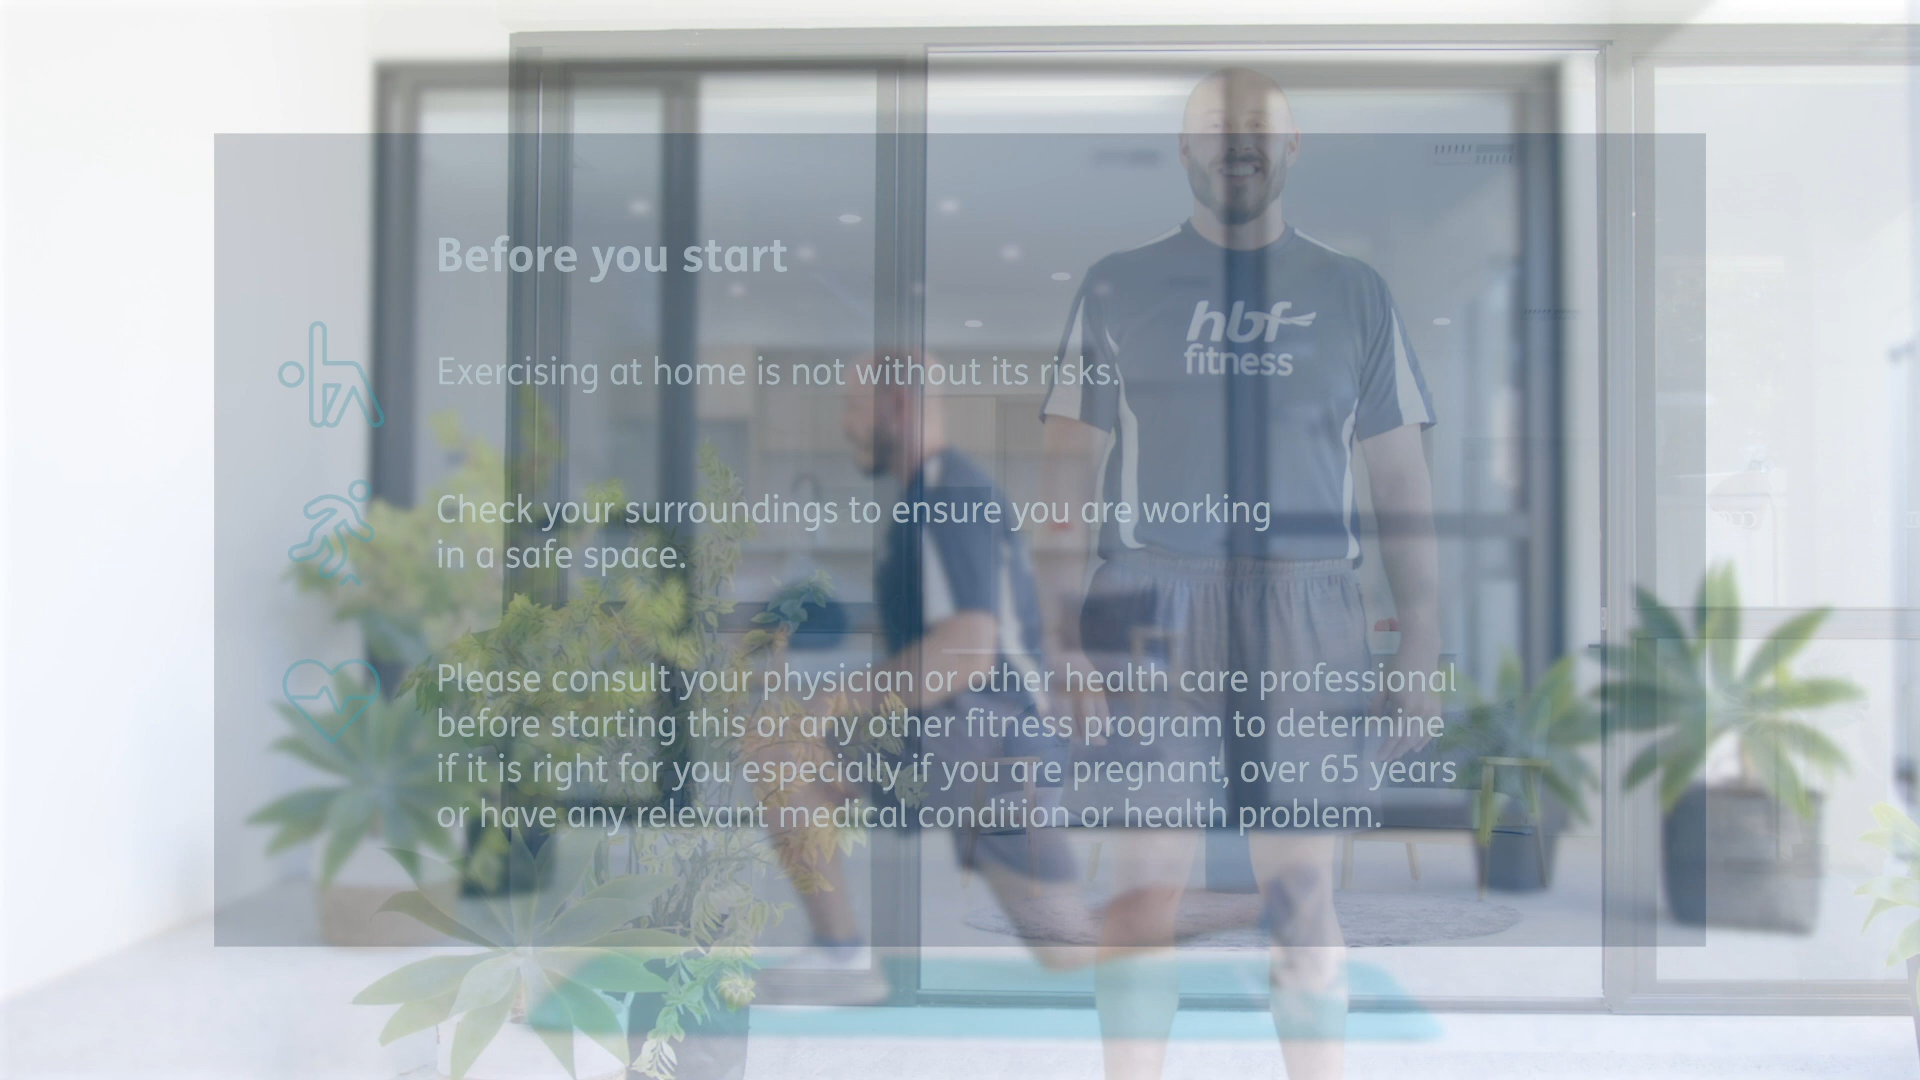 Before you start
Exercising at home is not without its risks.
Check your surroundings to ensure you are working
in a safe space.
Please consult your physician or other health care professional
before starting this or any other fitness program to determine
if it is right for you especially if you are pregnant, over 65 years
or have any relevant medical condition or health problem.
hbf
fitness